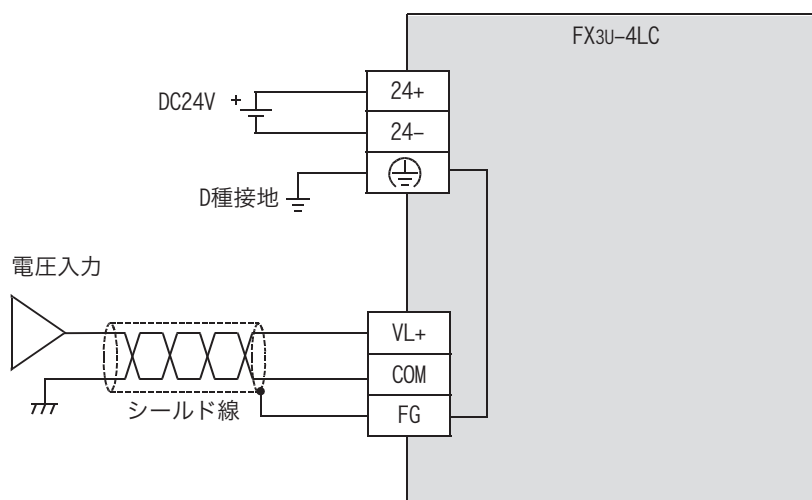 FX3U-4LC
24+
DC24V +
24-
D種接地
電圧入力
VL+
COM
シールド線
FG